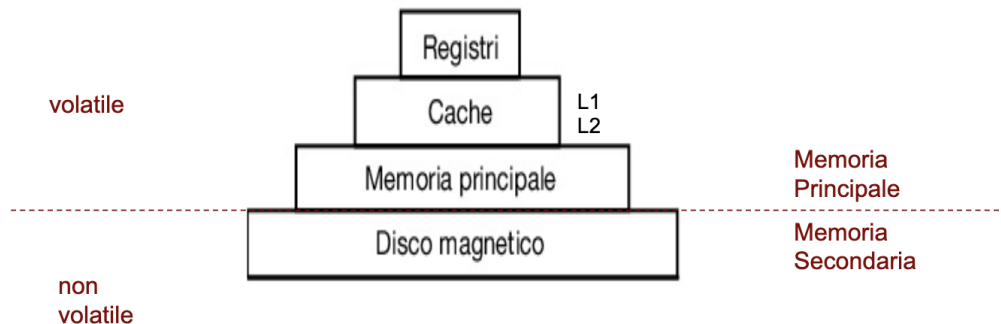 Registri
volatile
Cache
L1
L2
Memoria principale
Memoria
Principale
Disco magnetico
Memoria
Secondaria
non
volatile